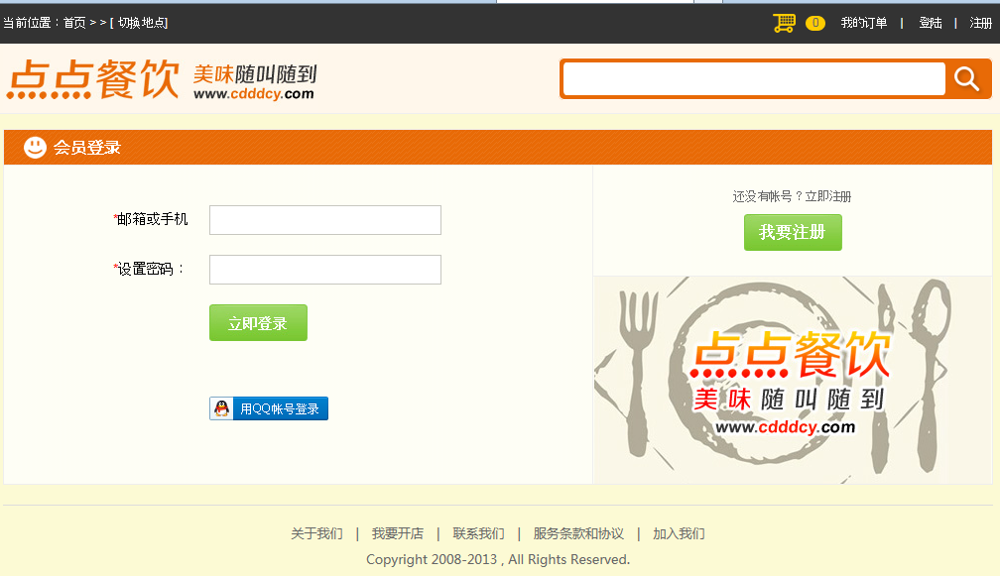 当前位置：首页 > > [ 切换地点]
0 我的订单 | 登陆 | 注册
点点餐饮 美味随叫随到
www.cdddcy.com
会员登录
*邮箱或手机
*设置密码：
立即登录
用QQ帐号登录
还没有帐号？立即注册
我要注册
点点餐饮
美味随叫随到
www.cdddcy.com
关于我们 | 我要开店 | 联系我们 | 服务条款和协议 | 加入我们
Copyright 2008-2013 , All Rights Reserved.